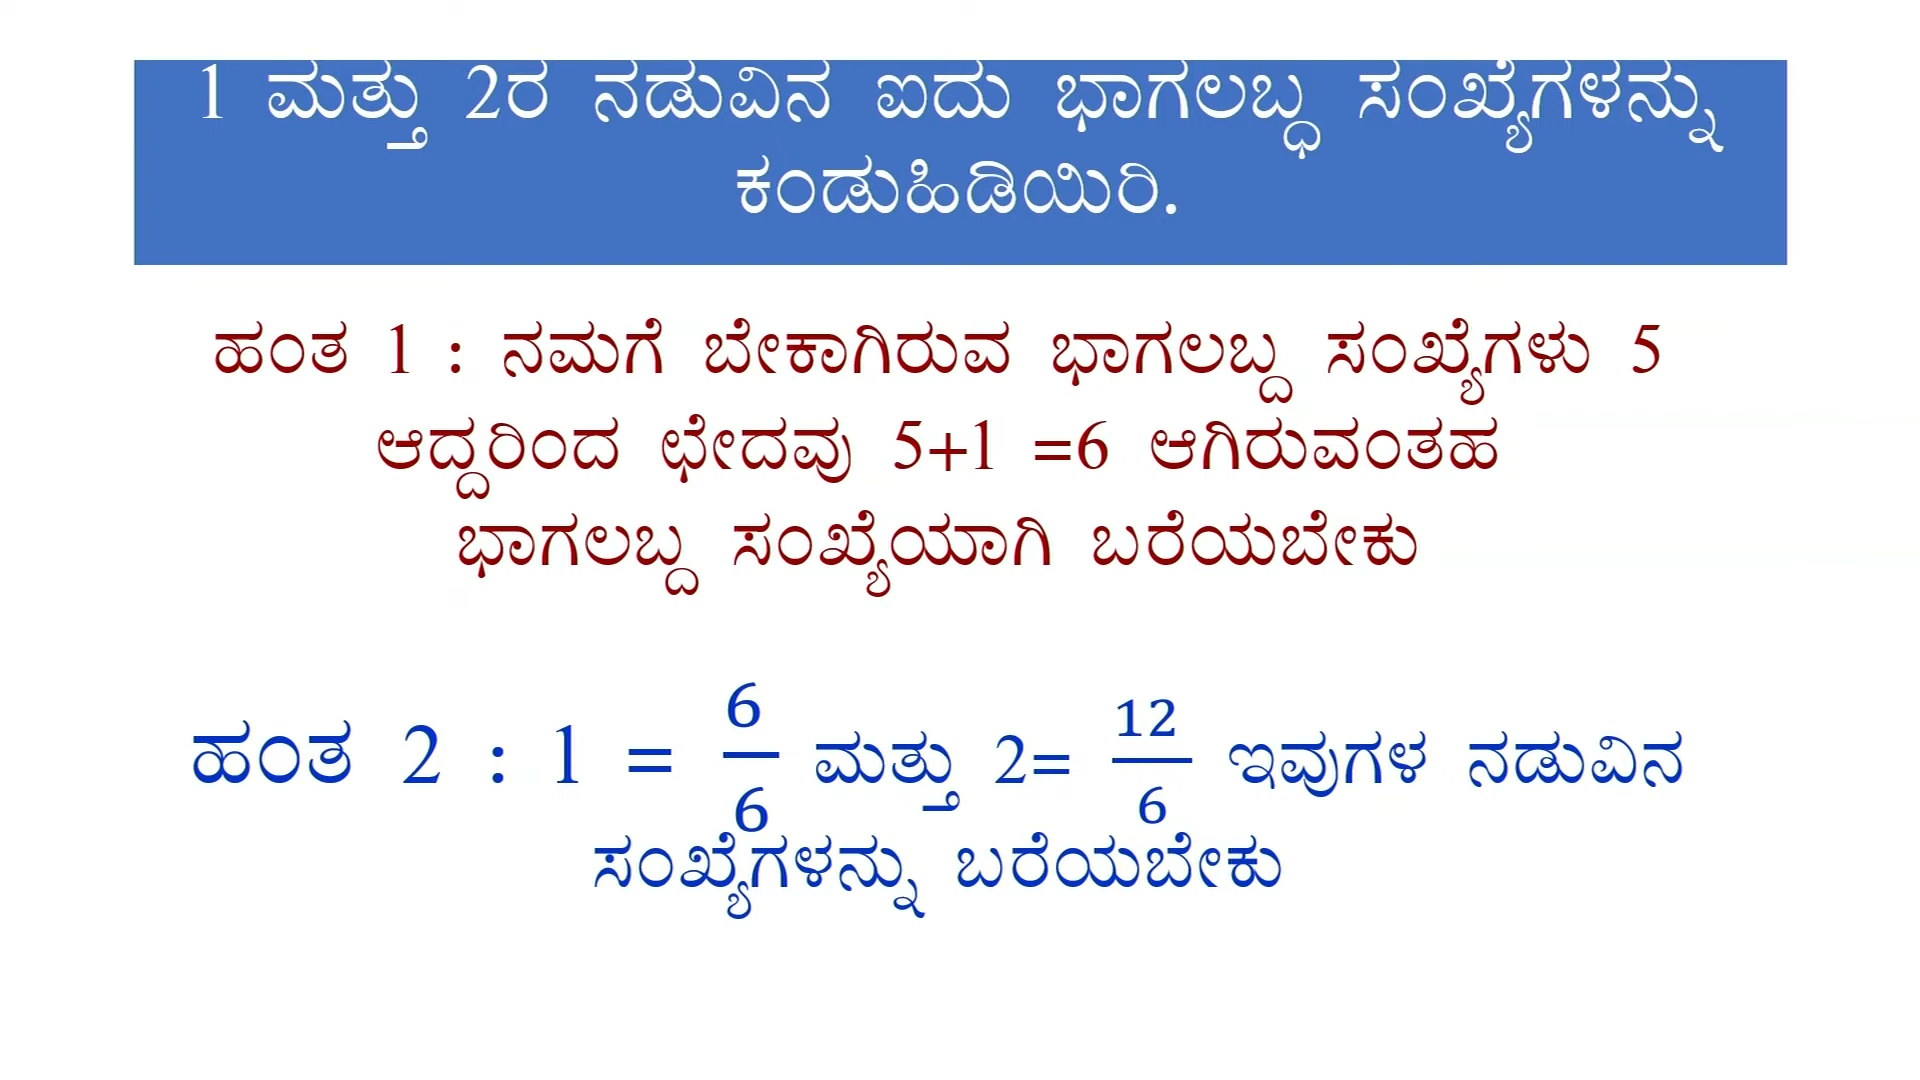 1 ಮತ್ತು 2ರ ನಡುವಿನ ಐದು ಭಾಗಲಬ್ಧ ಸಂಖ್ಯೆಗಳನ್ನು
ಕಂಡುಹಿಡಿಯಿರಿ.
ಹಂತ 1 : ನಮಗೆ ಬೇಕಾಗಿರುವ ಭಾಗಲಬ್ದ ಸಂಖ್ಯೆಗಳು 5
ಆದ್ದರಿಂದ ಛೇದವು 5+1 =6 ಆಗಿರುವಂತಹ
ಭಾಗಲಬ್ದ ಸಂಖ್ಯೆಯಾಗಿ ಬರೆಯಬೇಕು
ಹಂತ 2 : 1 = 6/6 ಮತ್ತು 2= 12/6 ಇವುಗಳ ನಡುವಿನ
ಸಂಖ್ಯೆಗಳನ್ನು ಬರೆಯಬೇಕು